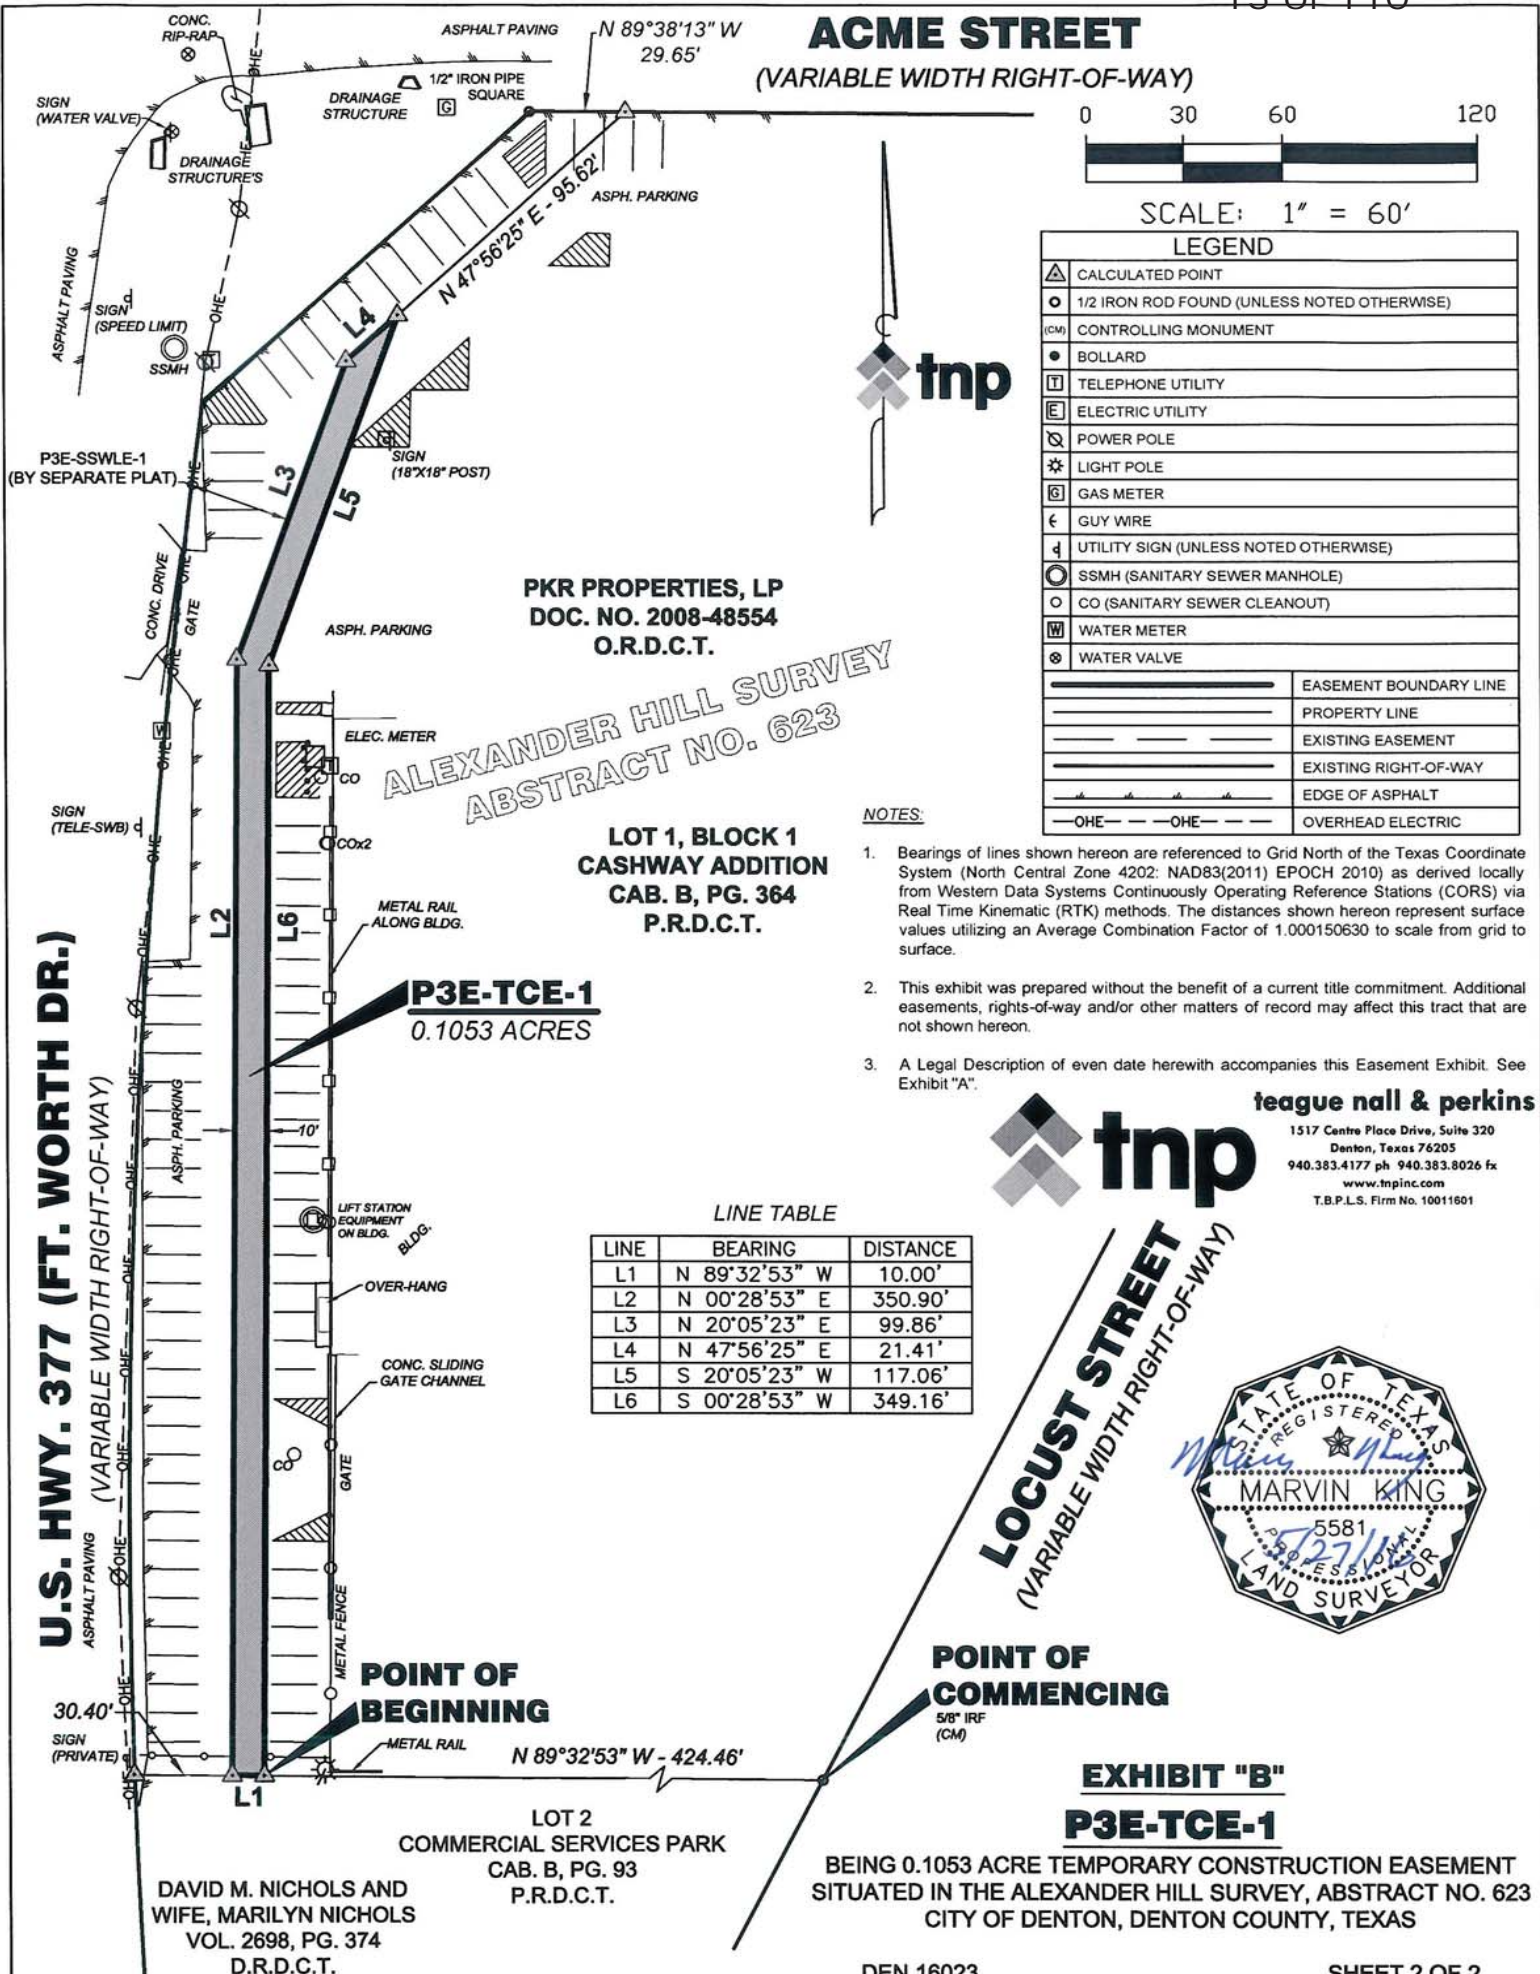 ACME STREET
(VARIABLE WIDTH RIGHT-OF-WAY)
N 89°38'13" W
29.65'
CONC.
RIP-RAP
ASPHALT PAVING
SIGN
(WATER VALVE)
DRAINAGE
STRUCTURE
1/2" IRON PIPE
SQUARE
G
DRAINAGE
STRUCTURE'S
OHE
ASPH. PARKING
N 47°56'25" E - 95.62'
ASPHALT PAVING
SIGN
(SPEED LIMIT)
SSMH
L4
P3E-SSWLE-1
(BY SEPARATE PLAT)
L3
L5
SIGN
(18"X18" POST)
CONC. DRIVE
GATE
ASPH. PARKING
0 30 60 120
SCALE: 1" = 60'
tnp
LEGEND
CALCULATED POINT
1/2 IRON ROD FOUND (UNLESS NOTED OTHERWISE)
(CM) CONTROLLING MONUMENT
BOLLARD
T TELEPHONE UTILITY
E ELECTRIC UTILITY
POWER POLE
LIGHT POLE
G GAS METER
GUY WIRE
UTILITY SIGN (UNLESS NOTED OTHERWISE)
SSMH (SANITARY SEWER MANHOLE)
CO (SANITARY SEWER CLEANOUT)
W WATER METER
WATER VALVE
EASEMENT BOUNDARY LINE
PROPERTY LINE
EXISTING EASEMENT
EXISTING RIGHT-OF-WAY
EDGE OF ASPHALT
OHE OHE OVERHEAD ELECTRIC
PKR PROPERTIES, LP
DOC. NO. 2008-48554
O.R.D.C.T.
ALEXANDER HILL SURVEY
ABSTRACT NO. 623
W
ELEC. METER
CO
SIGN
(TELE-SWB)
COx2
LOT 1, BLOCK 1
CASHWAY ADDITION
CAB. B, PG. 364
P.R.D.C.T.
METAL RAIL
ALONG BLDG.
L2
L6
P3E-TCE-1
0.1053 ACRES
U.S. HWY. 377 (FT. WORTH DR.)
(VARIABLE WIDTH RIGHT-OF-WAY)
ASPHALT PAVING
ASPH. PARKING
10'
LIFT STATION
EQUIPMENT
ON BLDG.
BLDG.
OVER-HANG
CONC. SLIDING
GATE CHANNEL
CO
GATE
METAL FENCE
NOTES:
1. Bearings of lines shown hereon are referenced to Grid North of the Texas Coordinate
System (North Central Zone 4202: NAD83(2011) EPOCH 2010) as derived locally
from Western Data Systems Continuously Operating Reference Stations (CORS) via
Real Time Kinematic (RTK) methods. The distances shown hereon represent surface
values utilizing an Average Combination Factor of 1.000150630 to scale from grid to
surface.
2. This exhibit was prepared without the benefit of a current title commitment. Additional
easements, rights-of-way and/or other matters of record may affect this tract that are
not shown hereon.
3. A Legal Description of even date herewith accompanies this Easement Exhibit. See
Exhibit "A".
tnp
teague nall & perkins
1517 Centre Place Drive, Suite 320
Denton, Texas 76205
940.383.4177 ph 940.383.8026 fx
www.tnpinc.com
T.B.P.L.S. Firm No. 10011601
LINE TABLE
LINE BEARING DISTANCE
L1 N 89°32'53" W 10.00'
L2 N 00°28'53" E 350.90'
L3 N 20°05'23" E 99.86'
L4 N 47°56'25" E 21.41'
L5 S 20°05'23" W 117.06'
L6 S 00°28'53" W 349.16'
LOCUST STREET
(VARIABLE WIDTH RIGHT-OF-WAY)
STATE OF TEXAS
REGISTERED
MARVIN KING
5581
PROFESSIONAL
LAND SURVEYOR
POINT OF
BEGINNING
POINT OF
COMMENCING
5/8" IRF
(CM)
30.40'
SIGN
(PRIVATE)
METAL RAIL
N 89°32'53" W - 424.46'
L1
LOT 2
COMMERCIAL SERVICES PARK
CAB. B, PG. 93
P.R.D.C.T.
DAVID M. NICHOLS AND
WIFE, MARILYN NICHOLS
VOL. 2698, PG. 374
D.R.D.C.T.
EXHIBIT "B"
P3E-TCE-1
BEING 0.1053 ACRE TEMPORARY CONSTRUCTION EASEMENT
SITUATED IN THE ALEXANDER HILL SURVEY, ABSTRACT NO. 623
CITY OF DENTON, DENTON COUNTY, TEXAS
DEN 16023
SHEET 2 OF 2